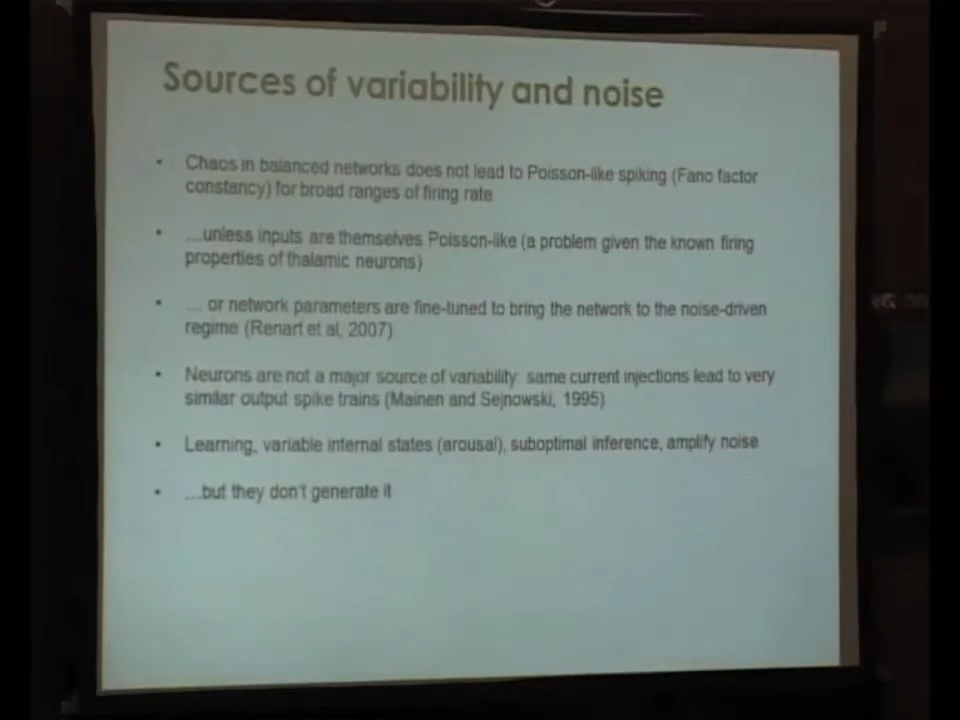 Sources of variability and noise
• Chaos in balanced networks does not lead to Poisson-like spiking (Fano factor
constancy) for broad ranges of firing rate
• ...unless inputs are themselves Poisson-like (a problem given the known firing
properties of thalamic neurons)
• ... or network parameters are fine-tuned to bring the network to the noise-driven
regime (Renart et al, 2007)
• Neurons are not a major source of variability: same current injections lead to very
similar output spike trains (Mainen and Sejnowski, 1995)
• Learning, variable internal states (arousal), suboptimal inference, amplify noise
• ...but they don't generate it